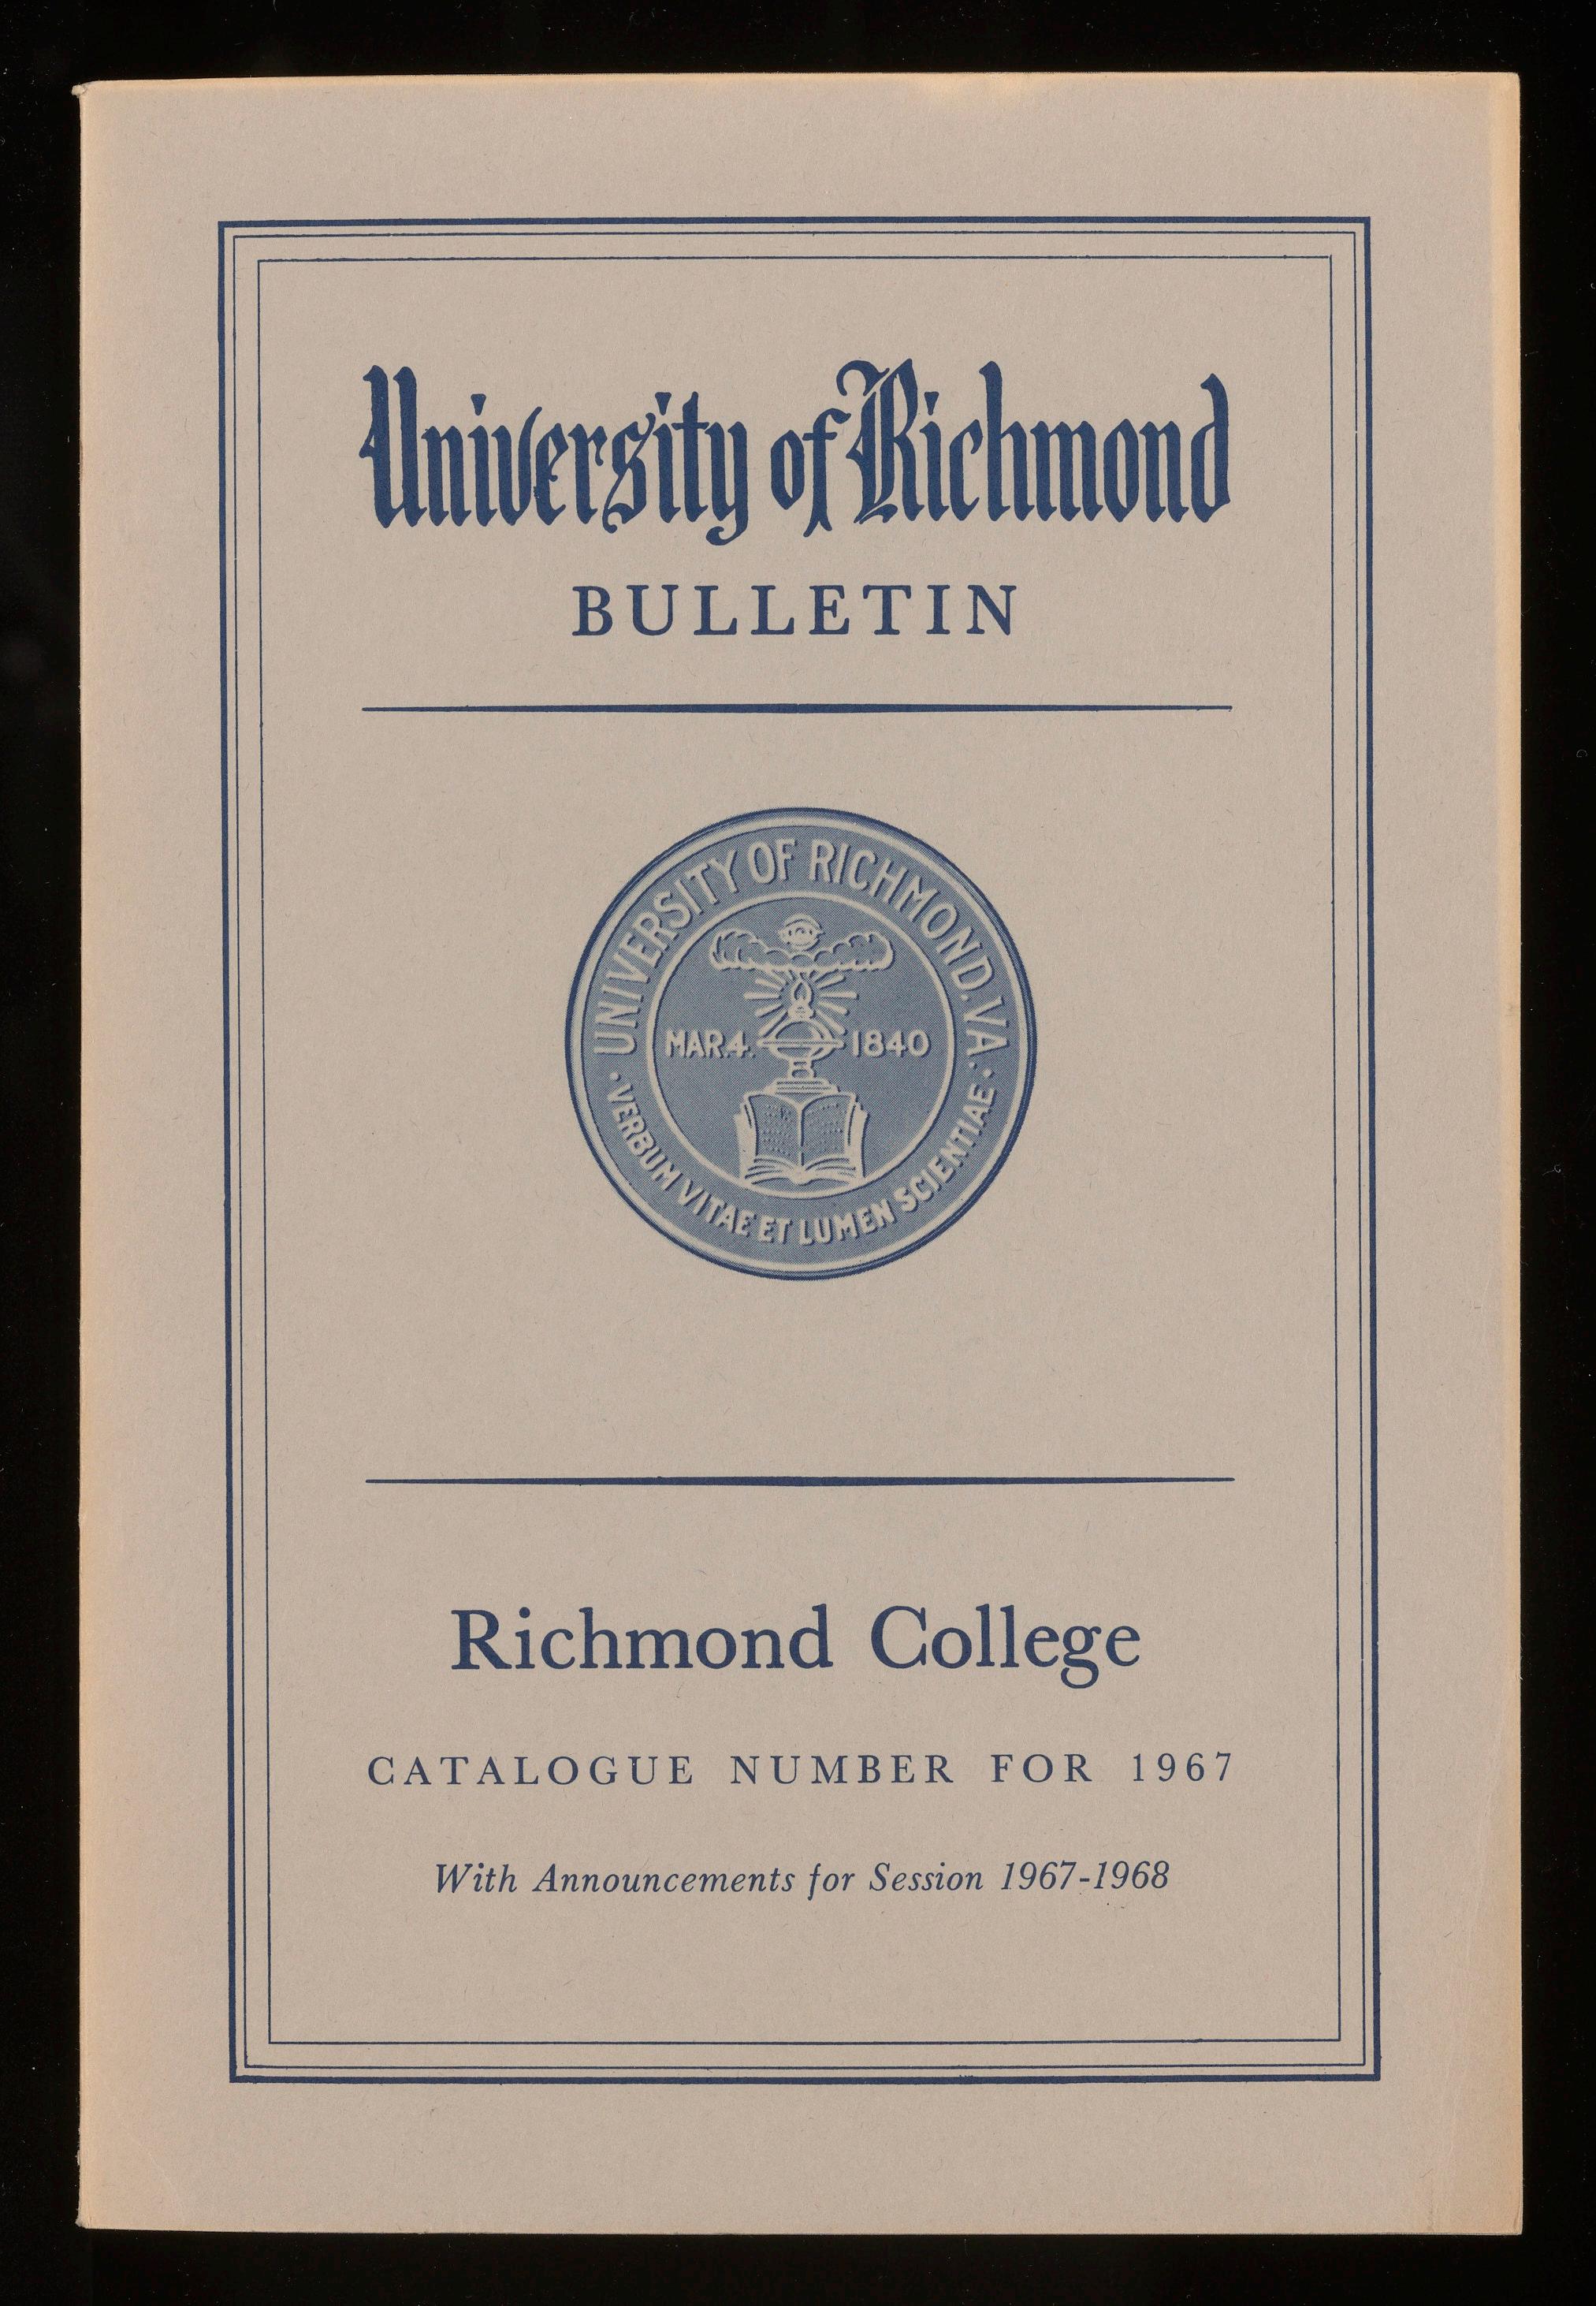 University of Richmond
BULLETIN
UNIVERSITY OF RICHMOND. VA.
MAR. 4. 1840
· VERBUM VITAE ET LUMEN SCIENTIAE ·
Richmond College
CATALOGUE NUMBER FOR 1967
With Announcements for Session 1967-1968